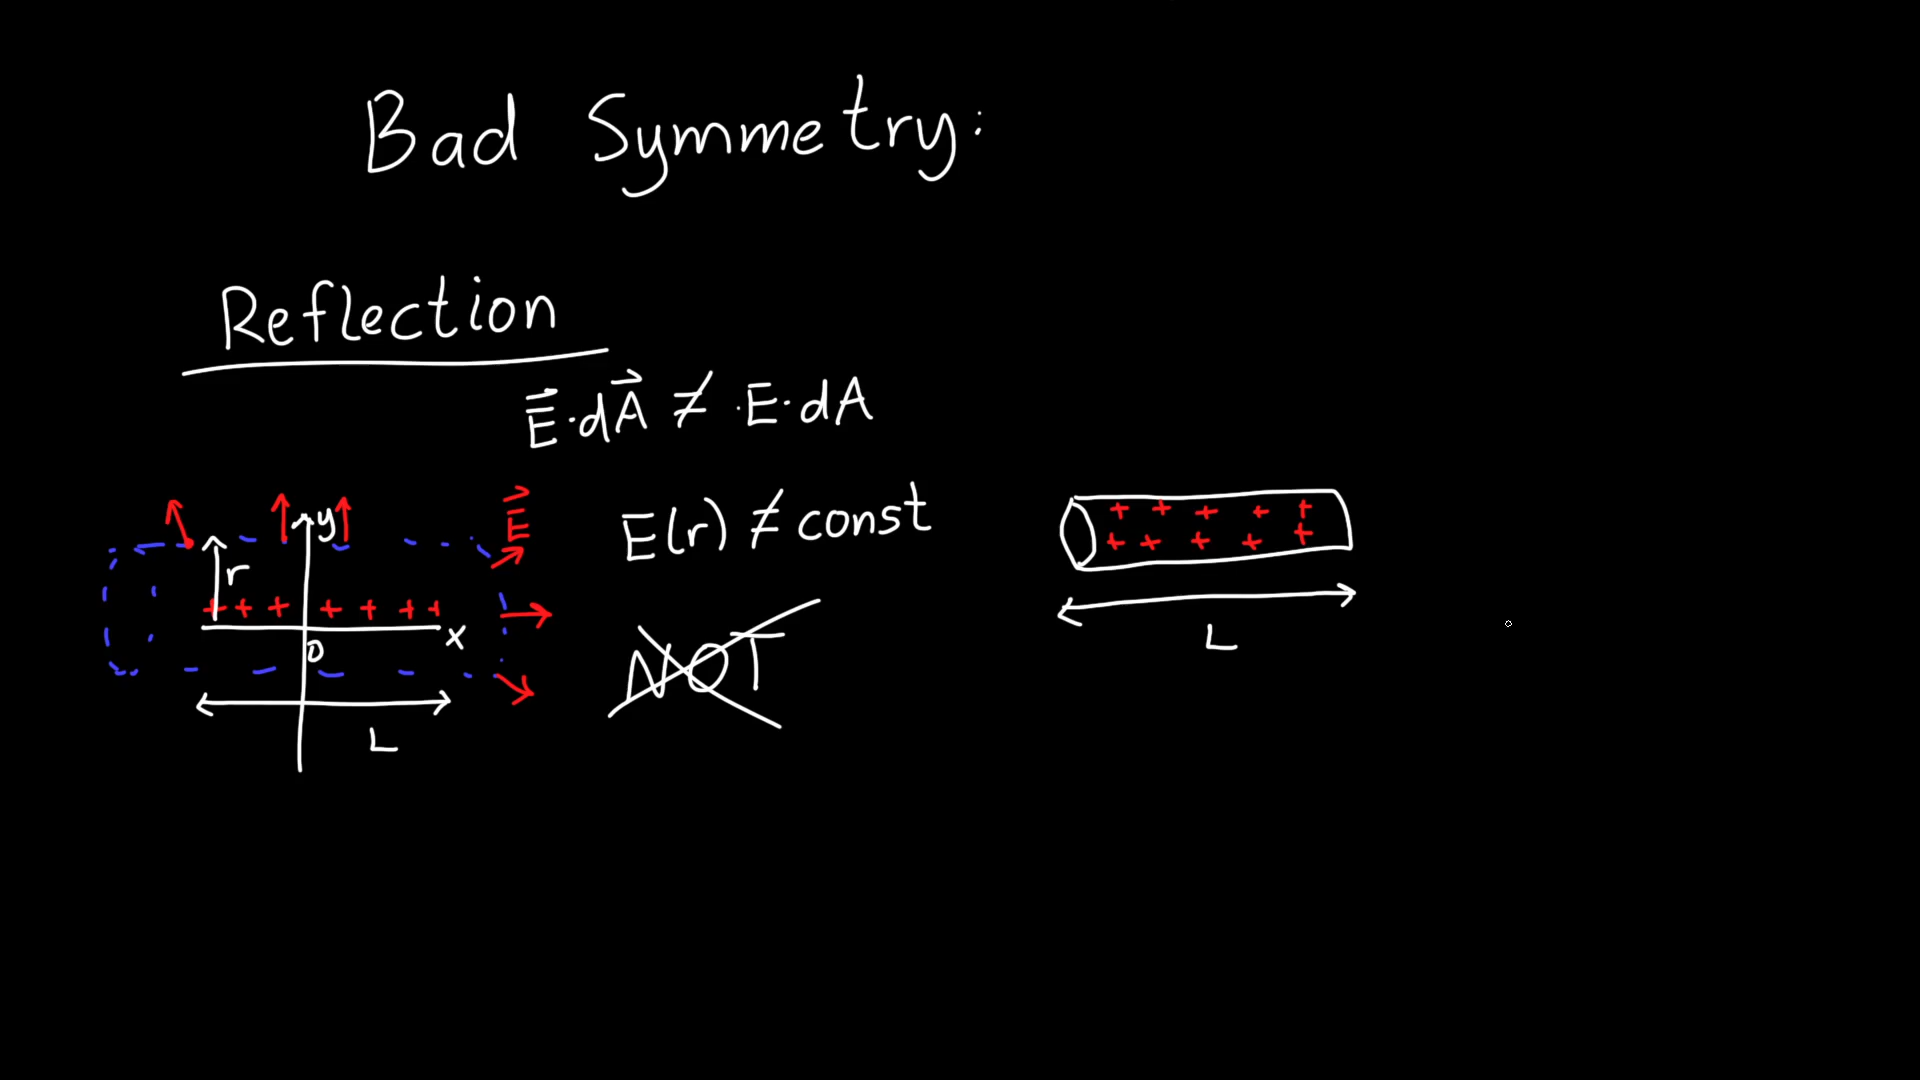 Bad Symmetry:
Reflection
E⃗·dA⃗ ≠ E·dA
E(r) ≠ const
NOT
y
E⃗
r
+ + + + + + +
0
x
L
+ + + + +
+ + + + +
L